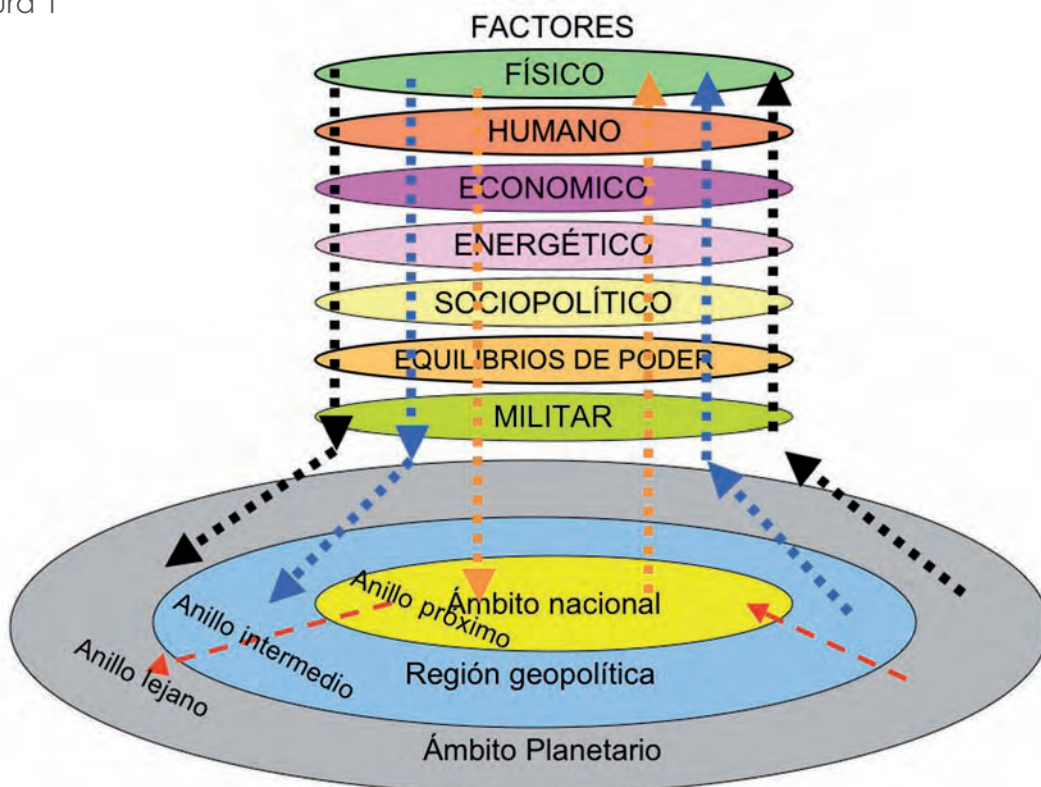 FACTORES
FÍSICO
HUMANO
ECONOMICO
ENERGÉTICO
SOCIOPOLÍTICO
EQUILIBRIOS DE PODER
MILITAR
Anillo próximo
Ámbito nacional
Anillo intermedio
Región geopolítica
Anillo lejano
Ámbito Planetario